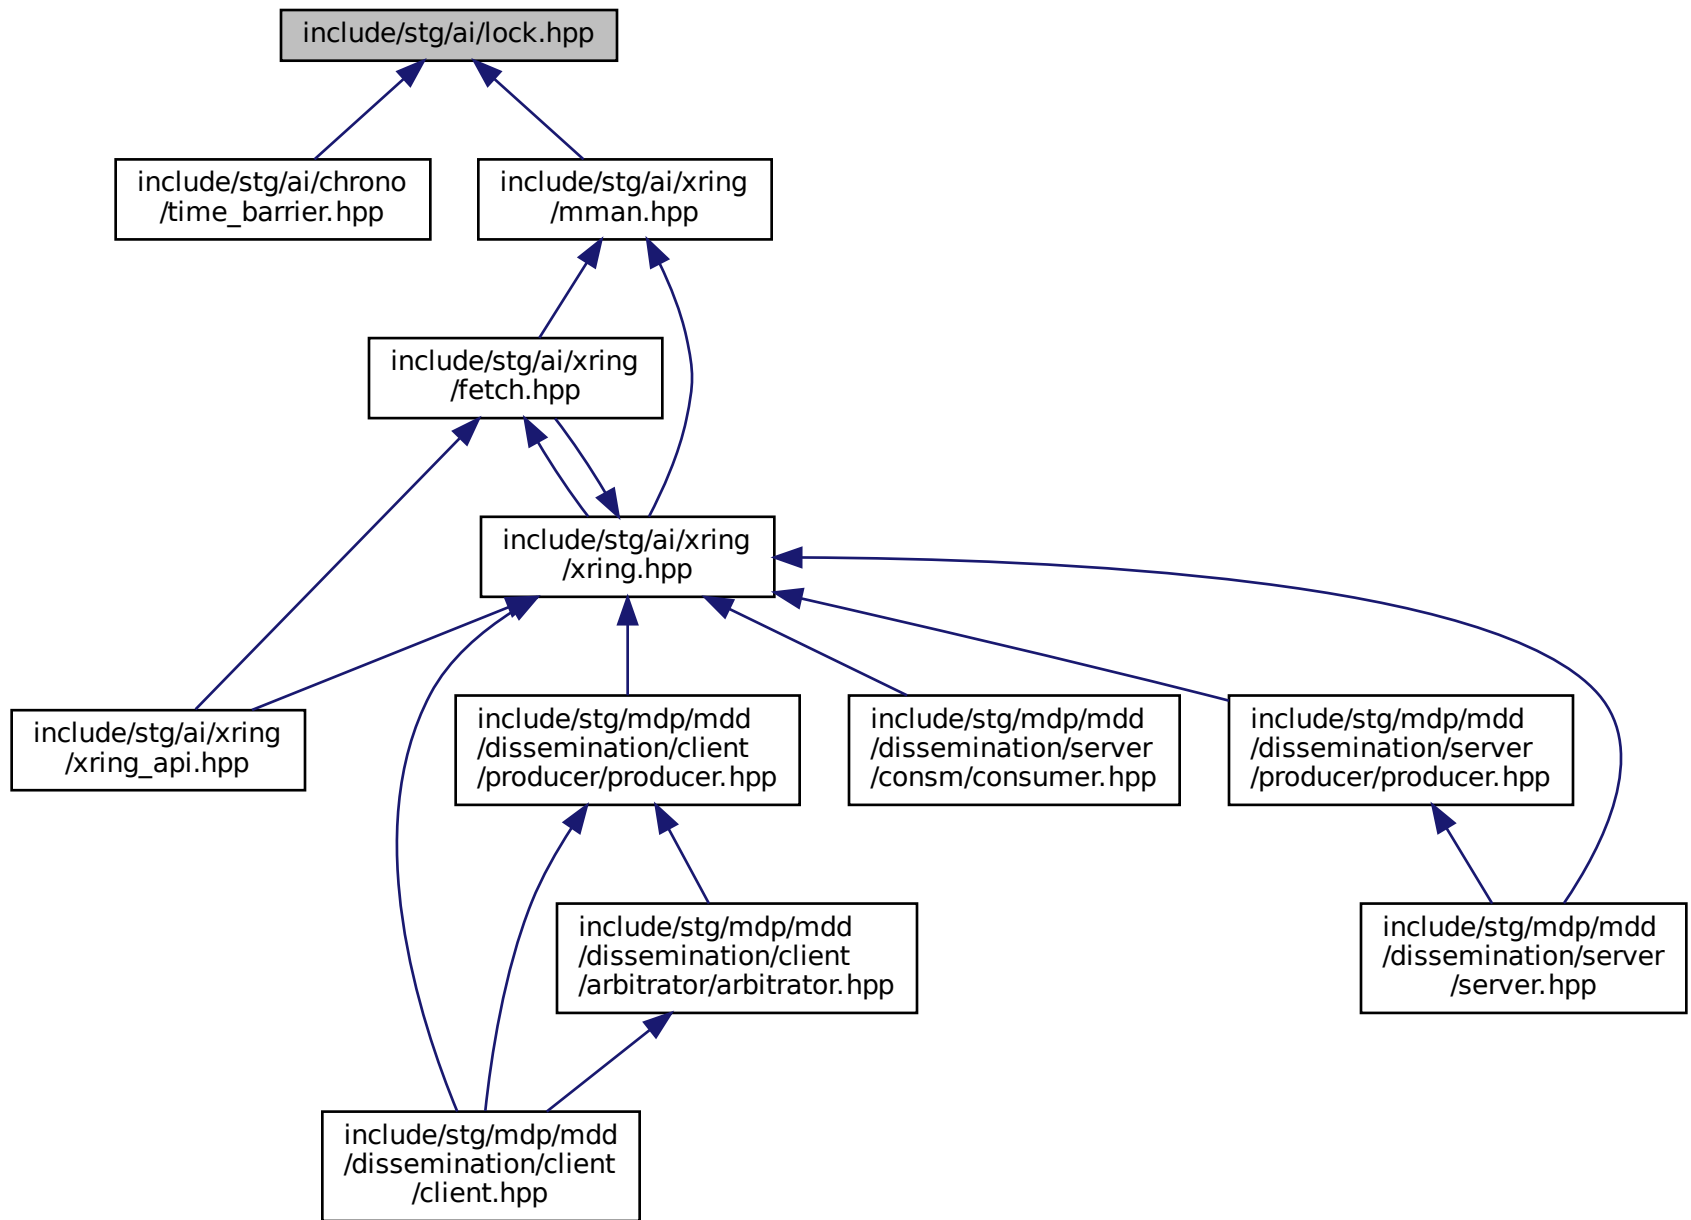 include/stg/ai/lock.hpp
include/stg/ai/chrono
/time_barrier.hpp
include/stg/ai/xring
/mman.hpp
include/stg/ai/xring
/fetch.hpp
include/stg/ai/xring
/xring.hpp
include/stg/ai/xring
/xring_api.hpp
include/stg/mdp/mdd
/dissemination/client
/producer/producer.hpp
include/stg/mdp/mdd
/dissemination/server
/consm/consumer.hpp
include/stg/mdp/mdd
/dissemination/server
/producer/producer.hpp
include/stg/mdp/mdd
/dissemination/client
/arbitrator/arbitrator.hpp
include/stg/mdp/mdd
/dissemination/server
/server.hpp
include/stg/mdp/mdd
/dissemination/client
/client.hpp